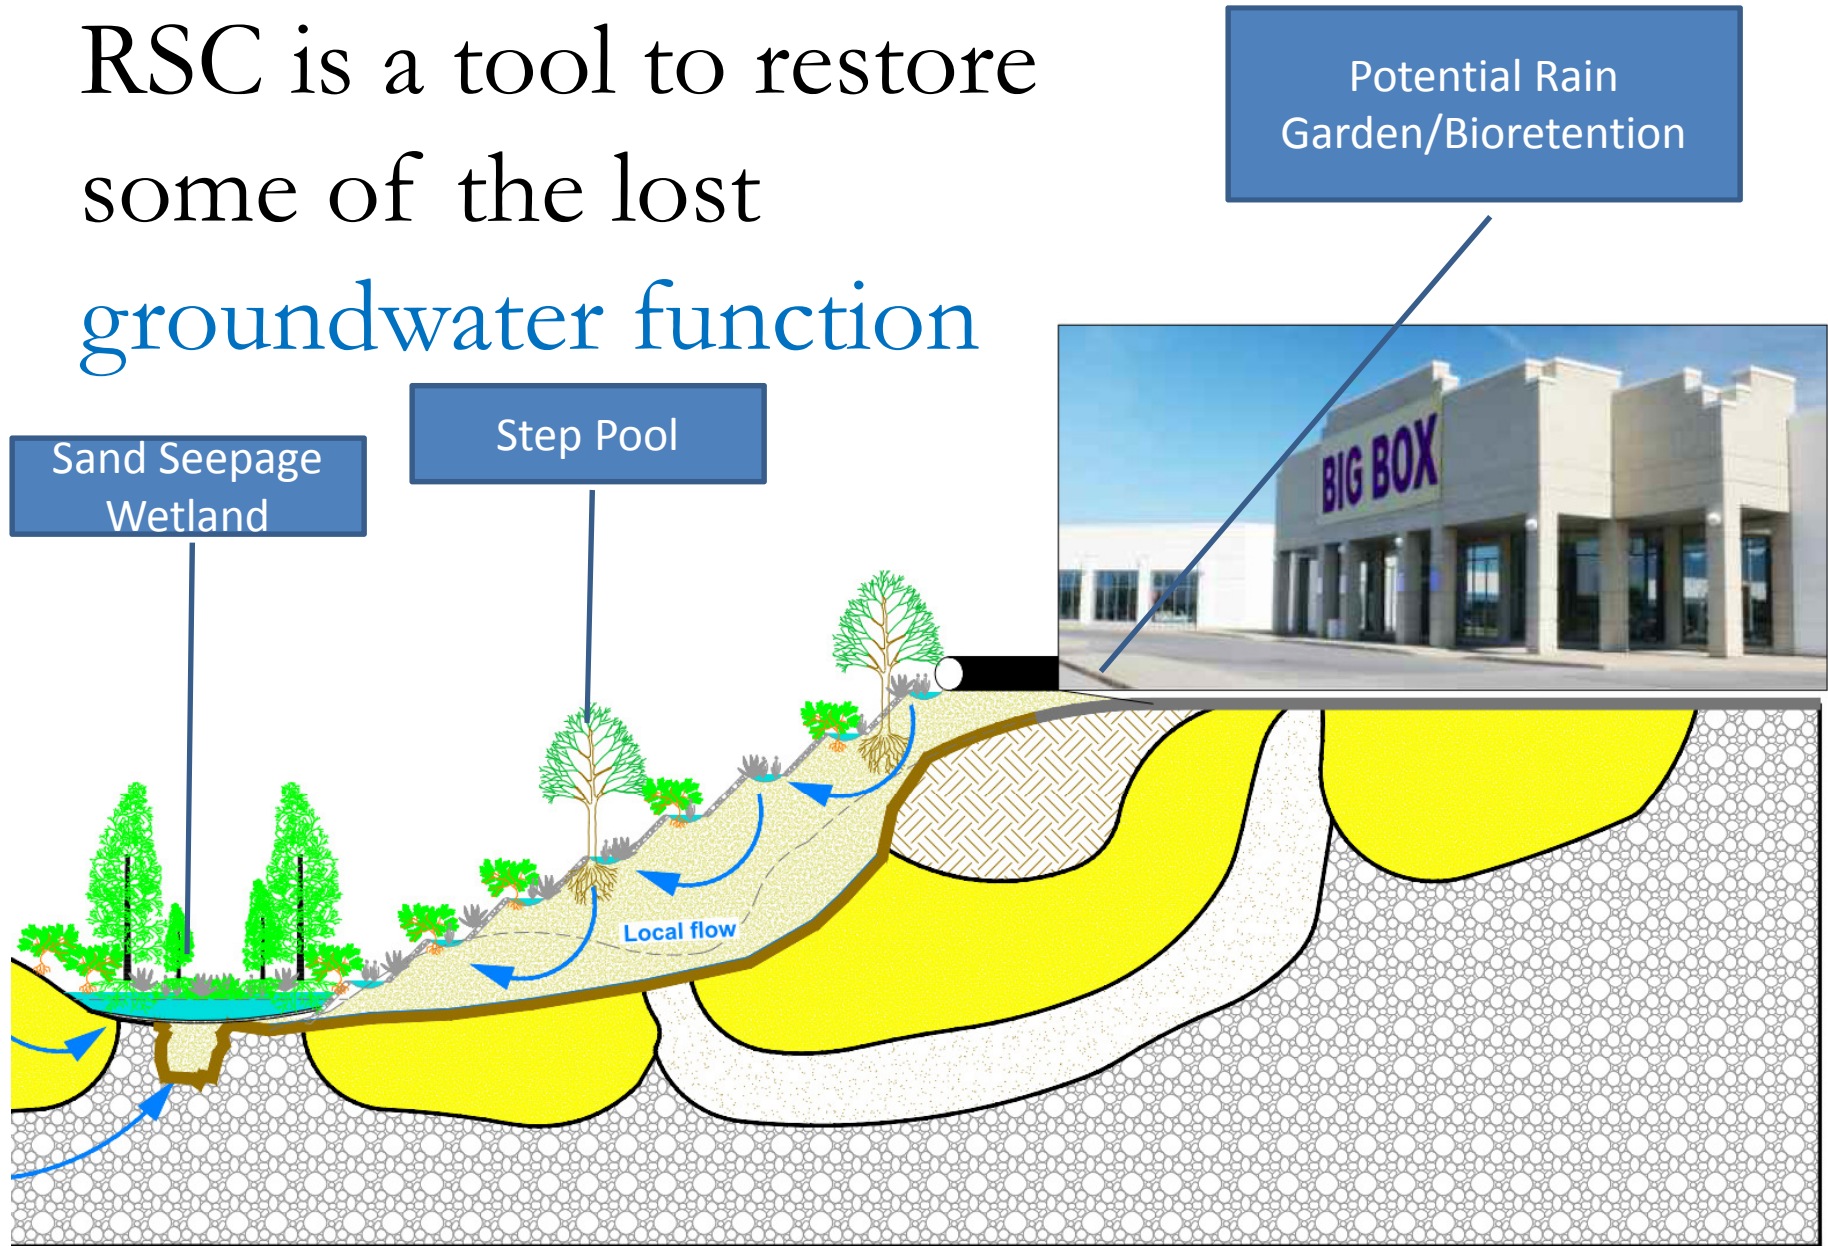 RSC is a tool to restore
some of the lost
groundwater function
Potential Rain
Garden/Bioretention
Step Pool
Sand Seepage
Wetland
BIG BOX
Local flow